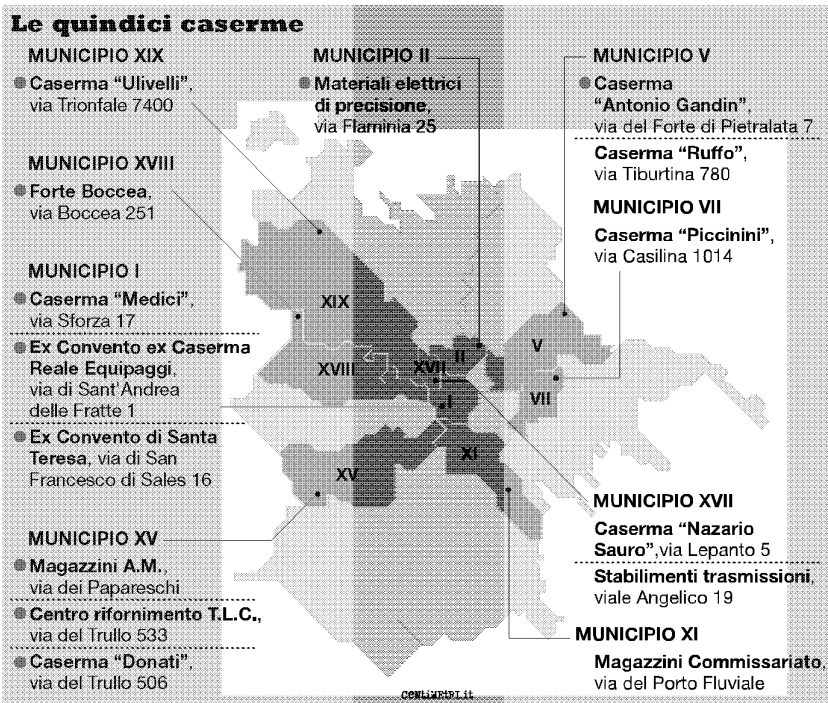 Le quindici caserme
MUNICIPIO XIX
Caserma “Ulivelli”,
via Trionfale 7400
MUNICIPIO XVIII
Forte Boccea,
via Boccea 251
MUNICIPIO I
Caserma “Medici”,
via Sforza 17
Ex Convento ex Caserma
Reale Equipaggi,
via di Sant’Andrea
delle Fratte 1
Ex Convento di Santa
Teresa, via di San
Francesco di Sales 16
MUNICIPIO XV
Magazzini A.M.,
via dei Papareschi
Centro rifornimento T.L.C.,
via del Trullo 533
Caserma “Donati”,
via del Trullo 506
MUNICIPIO II
Materiali elettrici
di precisione,
via Flaminia 25
MUNICIPIO V
Caserma
“Antonio Gandin”,
via del Forte di Pietralata 7
Caserma “Ruffo”,
via Tiburtina 780
MUNICIPIO VII
Caserma “Piccinini”,
via Casilina 1014
XIX
XVIII
XVII
II
I
V
VII
XV
XI
MUNICIPIO XVII
Caserma “Nazario
Sauro”,via Lepanto 5
Stabilimenti trasmissioni,
viale Angelico 19
MUNICIPIO XI
Magazzini Commissariato,
via del Porto Fluviale
CENTIMETRI.it